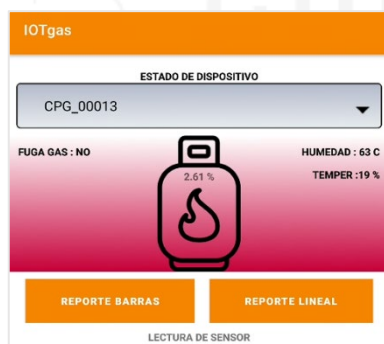 IOTgas
ESTADO DE DISPOSITIVO
CPG_00013
FUGA GAS : NO
HUMEDAD : 63 C
2.61 %
TEMPER :19 %
REPORTE BARRAS
REPORTE LINEAL
LECTURA DE SENSOR